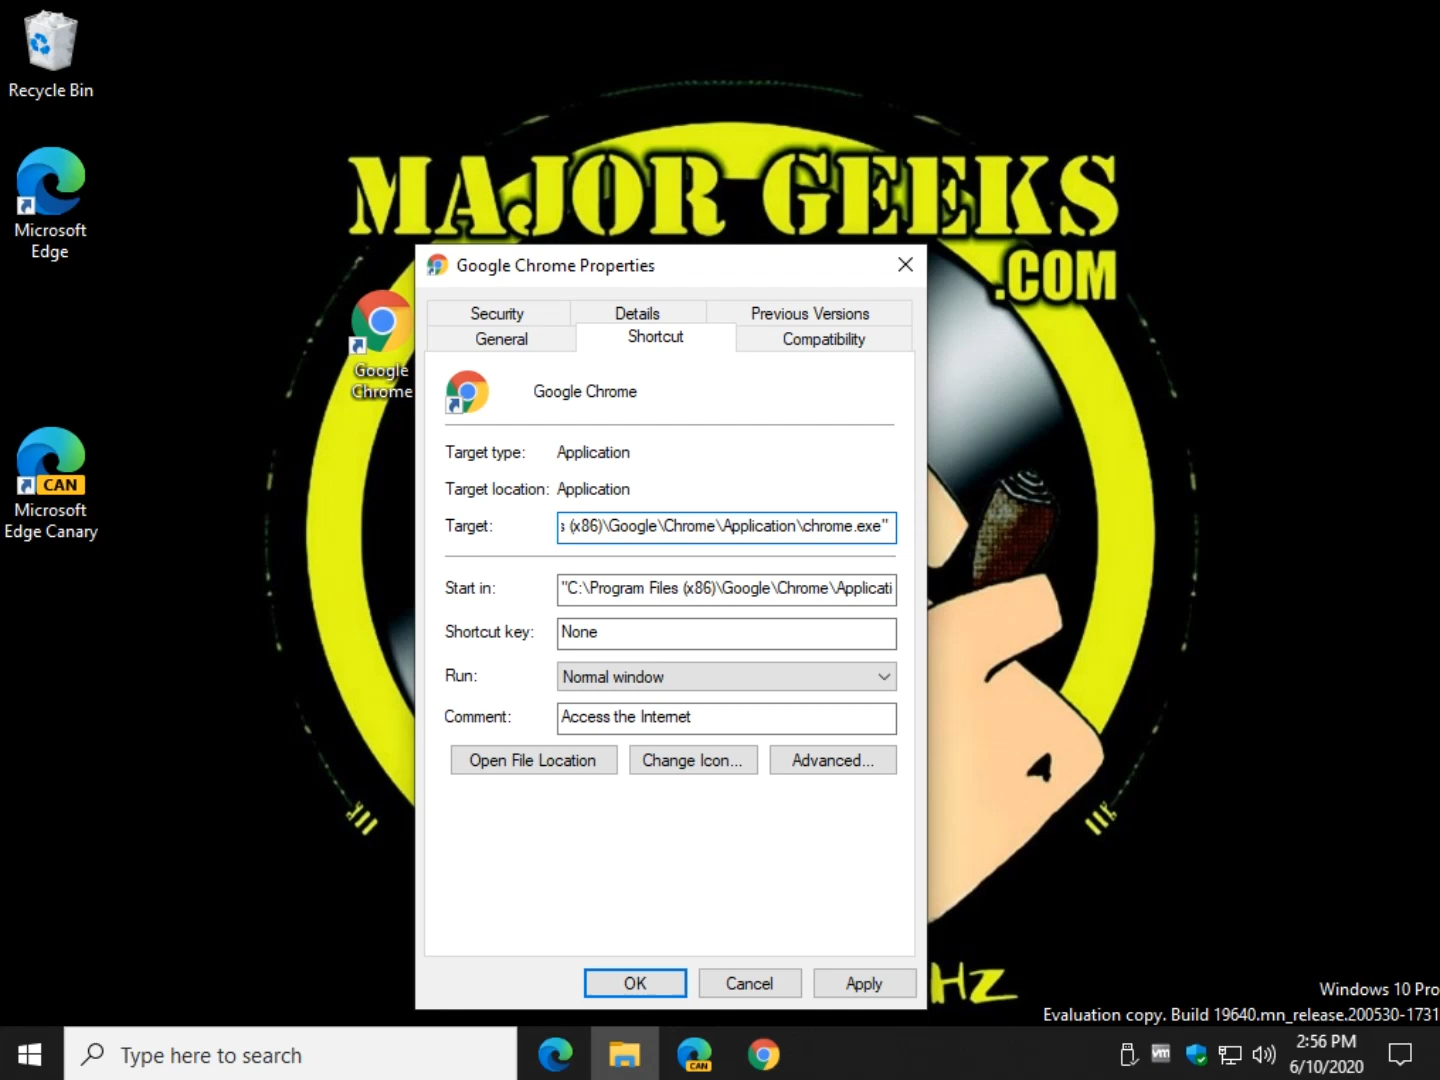 Recycle Bin
Microsoft
Edge
Google
Chrome
CAN
Microsoft
Edge Canary
MAJOR GEEKS
.COM
Google Chrome Properties
Security
Details
Previous Versions
General
Shortcut
Compatibility
Google Chrome
Target type: Application
Target location: Application
Target: s (x86)\Google\Chrome\Application\chrome.exe"
Start in: "C:\Program Files (x86)\Google\Chrome\Applicati
Shortcut key: None
Run: Normal window
Comment: Access the Internet
Open File Location
Change Icon...
Advanced...
OK
Cancel
Apply
HZ
Windows 10 Pro
Evaluation copy. Build 19640.mn_release.200530-1731
Type here to search
CAN
vm
2:56 PM
6/10/2020